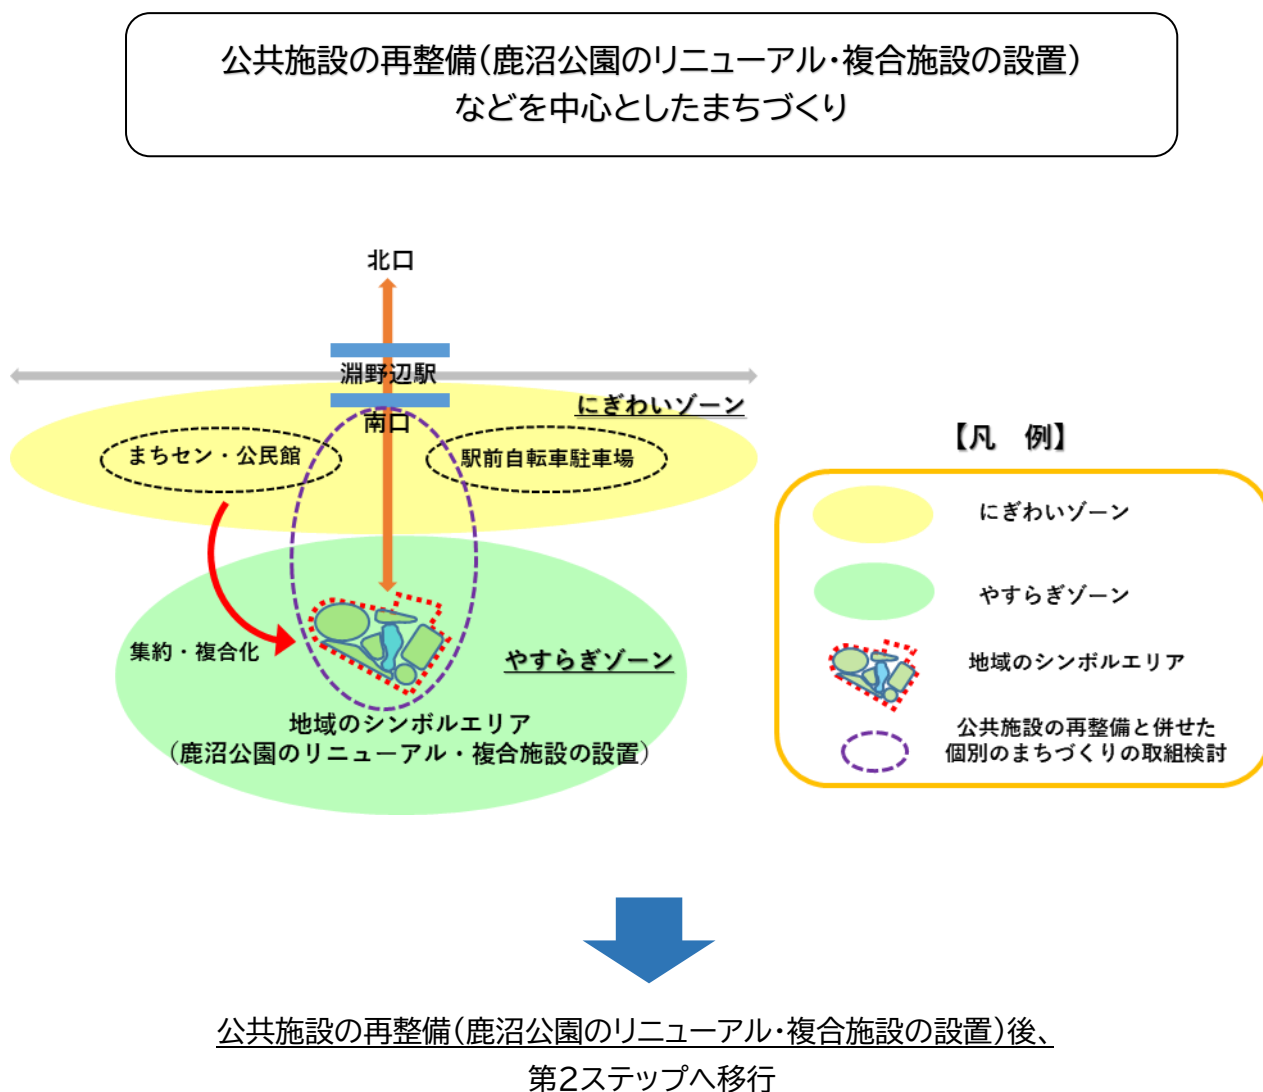 公共施設の再整備(鹿沼公園のリニューアル・複合施設の設置)
などを中心としたまちづくり
北口
淵野辺駅
南口
にぎわいゾーン
まちセン・公民館
駅前自転車駐車場
集約・複合化
やすらぎゾーン
地域のシンボルエリア
(鹿沼公園のリニューアル・複合施設の設置)
【凡　例】
にぎわいゾーン
やすらぎゾーン
地域のシンボルエリア
公共施設の再整備と併せた
個別のまちづくりの取組検討
公共施設の再整備(鹿沼公園のリニューアル・複合施設の設置)後、
第2ステップへ移行